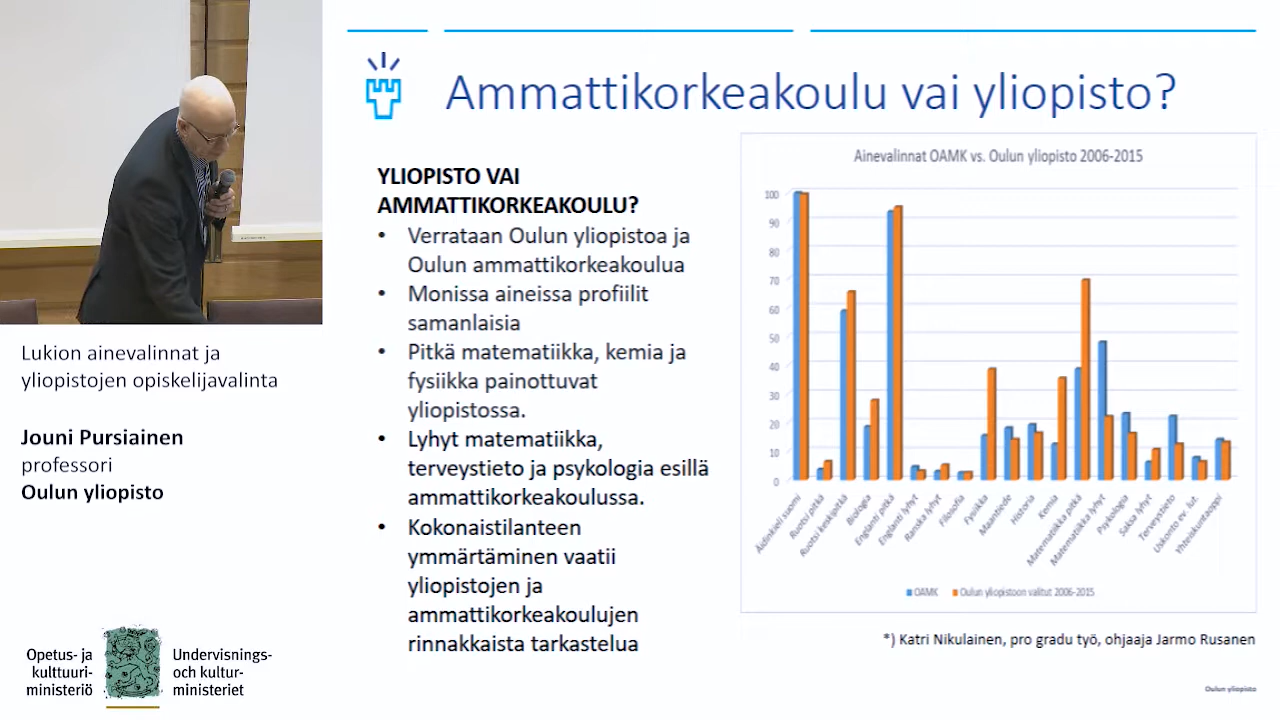 Ammattikorkeakoulu vai yliopisto?
YLIOPISTO VAI
AMMATTIKORKEAKOULU?
• Verrataan Oulun yliopistoa ja
Oulun ammattikorkeakoulua
• Monissa aineissa profiilit
samanlaisia
• Pitkä matematiikka, kemia ja
fysiikka painottuvat
yliopistossa.
• Lyhyt matematiikka,
terveystieto ja psykologia esillä
ammattikorkeakoulussa.
• Kokonaistilanteen
ymmärtäminen vaatii
yliopistojen ja
ammattikorkeakoulujen
rinnakkaista tarkastelua
Ainevalinnat OAMK vs. Oulun yliopisto 2006-2015
100
90
80
70
60
50
40
30
20
10
0
Äidinkieli suomi
Ruotsi pitkä
Ruotsi keskipitkä
Biologia
Englanti pitkä
Englanti lyhyt
Ranska lyhyt
Filosofia
Fysiikka
Maantiede
Historia
Kemia
Matematiikka pitkä
Matematiikka lyhyt
Psykologia
Saksa lyhyt
Terveystieto
Uskonto ev. lut.
Yhteiskuntaoppi
OAMK
Oulun yliopistoon valitut 2006-2015
*) Katri Nikulainen, pro gradu työ, ohjaaja Jarmo Rusanen
Oulun yliopisto
Lukion ainevalinnat ja
yliopistojen opiskelijavalinta
Jouni Pursiainen
professori
Oulun yliopisto
Opetus- ja
kulttuuri-
ministeriö
Undervisnings-
och kultur-
ministeriet